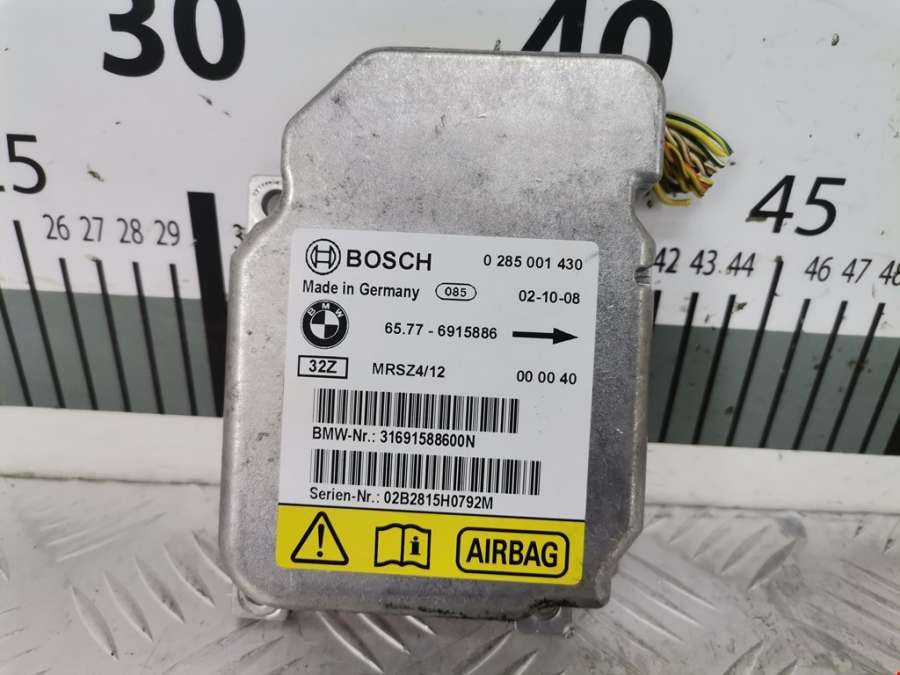 30
40
25
26 27 28 29
45
42 43 44 46 47 48
BOSCH 0 285 001 430
Made in Germany 085 02-10-08
BMW
65.77 - 6915886
32Z MRSZ4/12 00 00 40
BMW-Nr.: 31691588600N
Serien-Nr.: 02B2815H0792M
AIRBAG